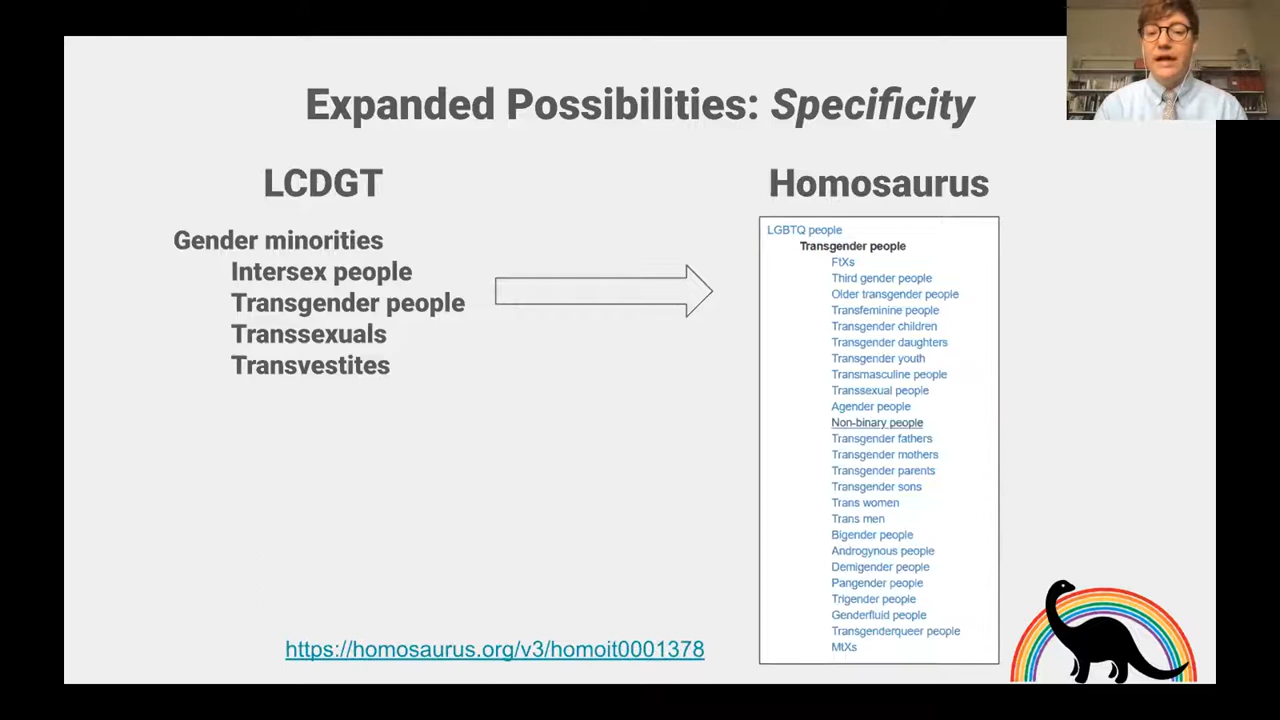 Expanded Possibilities: Specificity
LCDGT
Gender minorities
Intersex people
Transgender people
Transsexuals
Transvestites
Homosaurus
LGBTQ people
Transgender people
FtXs
Third gender people
Older transgender people
Transfeminine people
Transgender children
Transgender daughters
Transgender youth
Transmasculine people
Transsexual people
Agender people
Non-binary people
Transgender fathers
Transgender mothers
Transgender parents
Transgender sons
Trans women
Trans men
Bigender people
Androgynous people
Demigender people
Pangender people
Trigender people
Genderfluid people
Transgenderqueer people
MtXs
https://homosaurus.org/v3/homoit0001378